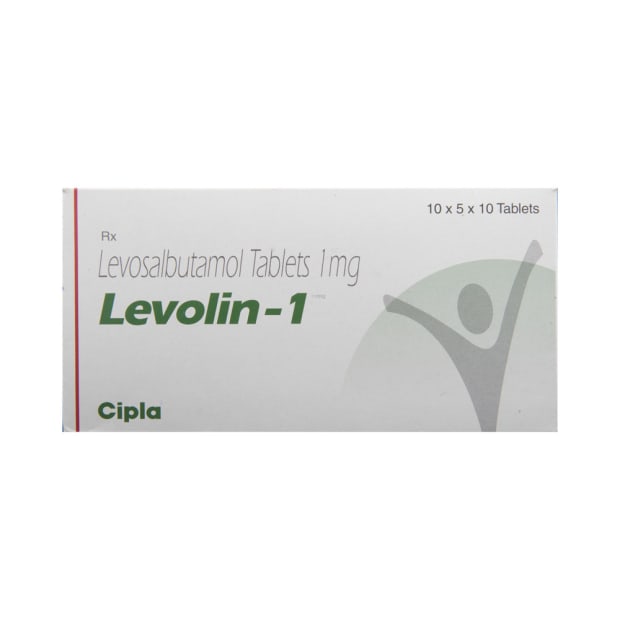 10 x 5 x 10 Tablets
Rx
Levosalbutamol Tablets 1mg
Levolin-1
Cipla